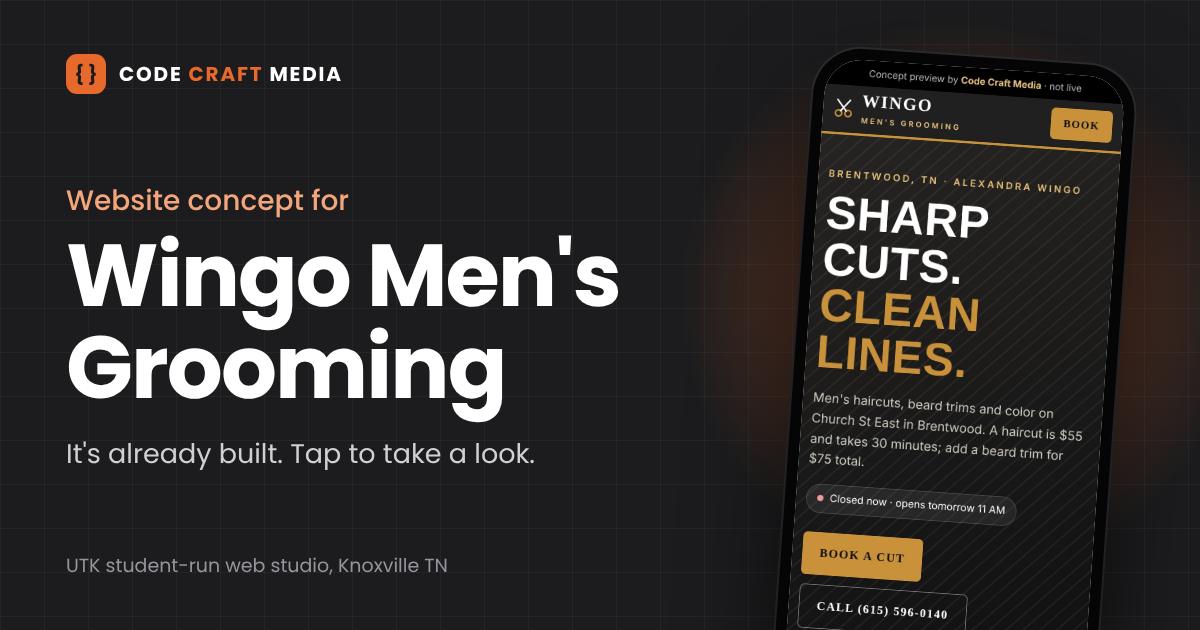 { } CODE CRAFT MEDIA
Website concept for
Wingo Men's
Grooming
It's already built. Tap to take a look.
UTK student-run web studio, Knoxville TN
Concept preview by Code Craft Media · not live
WINGO
MEN'S GROOMING
BOOK
BRENTWOOD, TN · ALEXANDRA WINGO
SHARP
CUTS.
CLEAN
LINES.
Men's haircuts, beard trims and color on
Church St East in Brentwood. A haircut is $55
and takes 30 minutes; add a beard trim for
$75 total.
Closed now · opens tomorrow 11 AM
BOOK A CUT
CALL (615) 596-0140